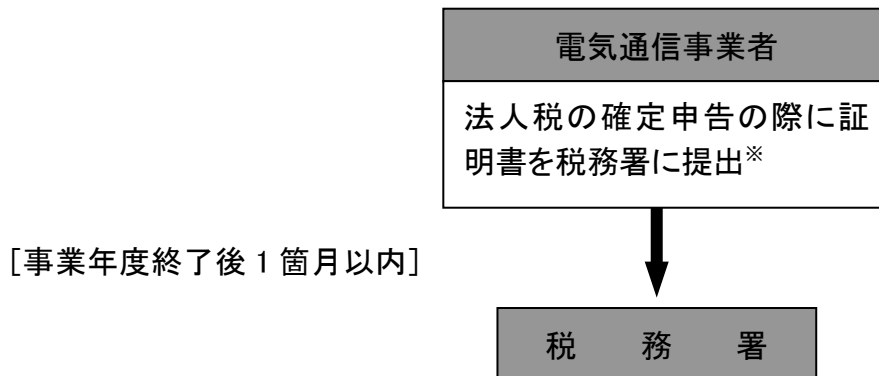 電気通信事業者
法人税の確定申告の際に証
明書を税務署に提出※
[事業年度終了後1箇月以内]
税 務 署